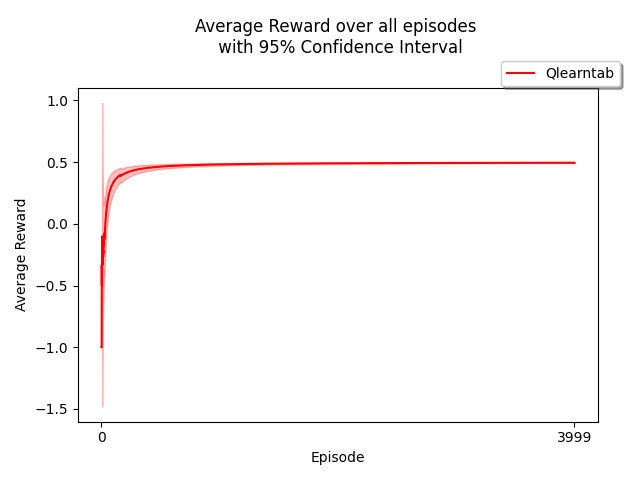 Average Reward over all episodes
with 95% Confidence Interval
Qlearntab
1.0
0.5
0.0
−0.5
−1.0
−1.5
Average Reward
0
3999
Episode